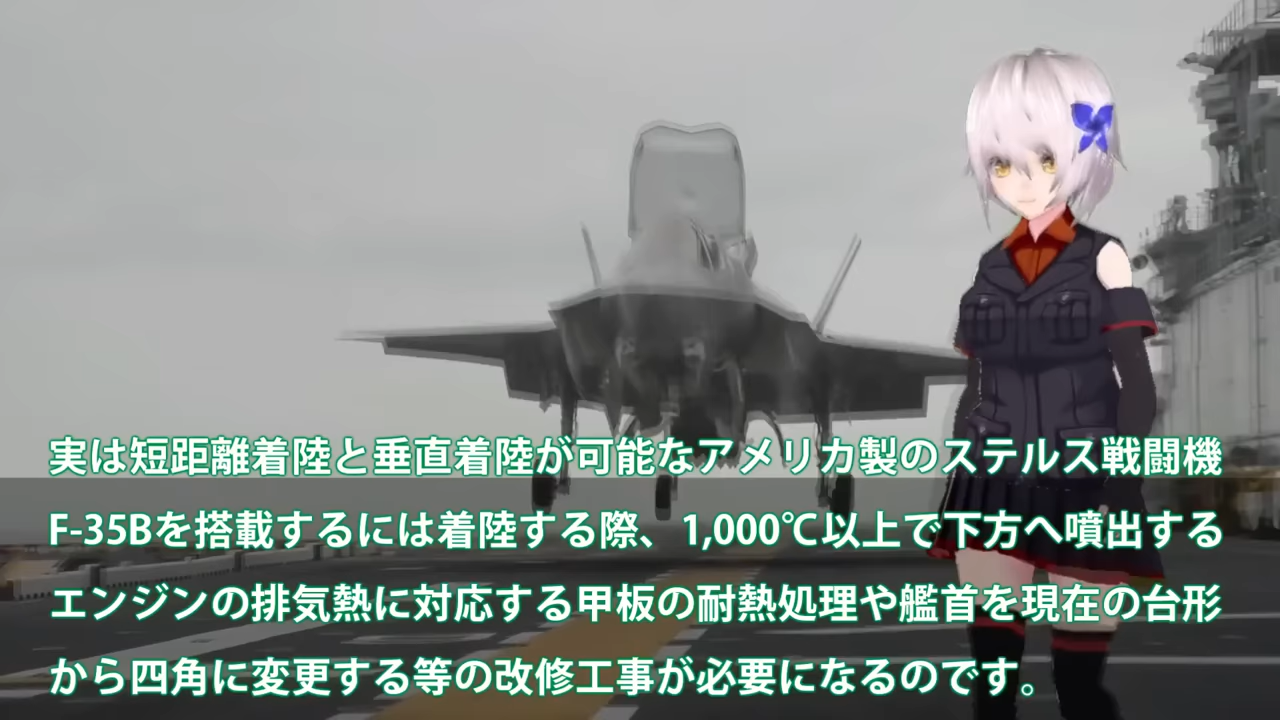 実は短距離着陸と垂直着陸が可能なアメリカ製のステルス戦闘機
F-35Bを搭載するには着陸する際、1,000℃以上で下方へ噴出する
エンジンの排気熱に対応する甲板の耐熱処理や艦首を現在の台形
から四角に変更する等の改修工事が必要になるのです。